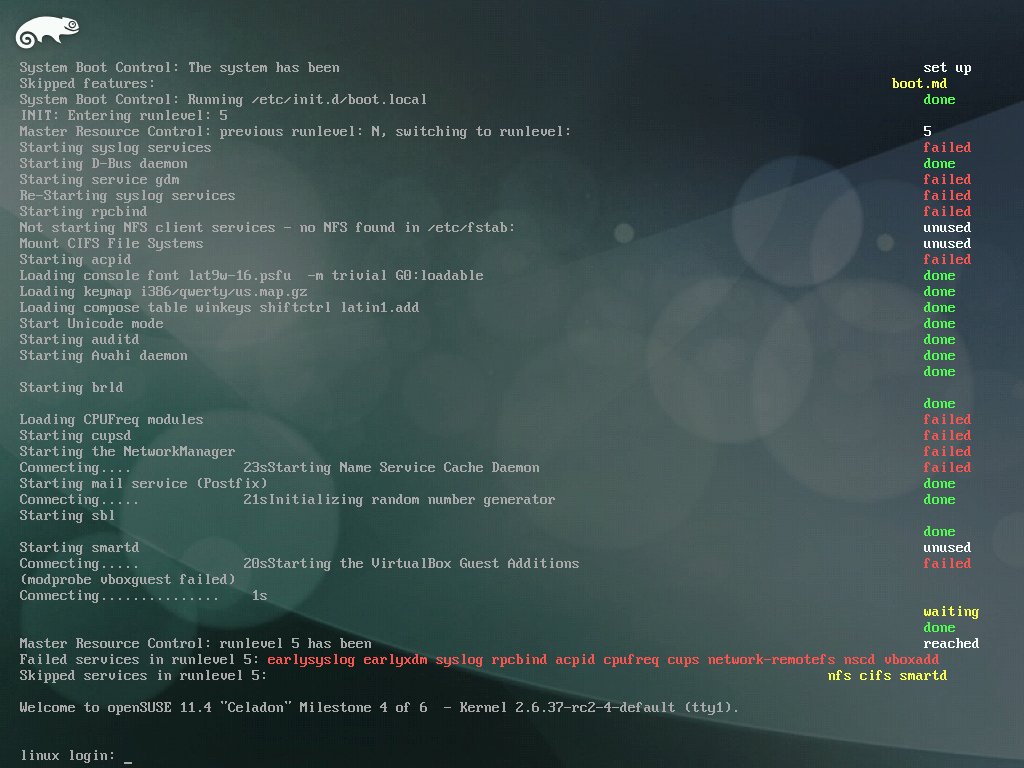 System Boot Control: The system has been set up
Skipped features: boot.md
System Boot Control: Running /etc/init.d/boot.local done
INIT: Entering runlevel: 5
Master Resource Control: previous runlevel: N, switching to runlevel: 5
Starting syslog services failed
Starting D-Bus daemon done
Starting service gdm failed
Re-Starting syslog services failed
Starting rpcbind failed
Not starting NFS client services - no NFS found in /etc/fstab: unused
Mount CIFS File Systems unused
Starting acpid failed
Loading console font lat9w-16.psfu  -m trivial G0:loadable done
Loading keymap i386/qwerty/us.map.gz done
Loading compose table winkeys shiftctrl latin1.add done
Start Unicode mode done
Starting auditd done
Starting Avahi daemon done
done
Starting brld
done
Loading CPUFreq modules failed
Starting cupsd failed
Starting the NetworkManager failed
Connecting.... 23sStarting Name Service Cache Daemon failed
Starting mail service (Postfix) done
Connecting..... 21sInitializing random number generator done
Starting sbl
done
Starting smartd unused
Connecting..... 20sStarting the VirtualBox Guest Additions failed
(modprobe vboxguest failed)
Connecting............... 1s
waiting
done
Master Resource Control: runlevel 5 has been reached
Failed services in runlevel 5: earlysyslog earlyxdm syslog rpcbind acpid cpufreq cups network-remotefs nscd vboxadd
Skipped services in runlevel 5: nfs cifs smartd
Welcome to openSUSE 11.4 "Celadon" Milestone 4 of 6  - Kernel 2.6.37-rc2-4-default (tty1).
linux login: _